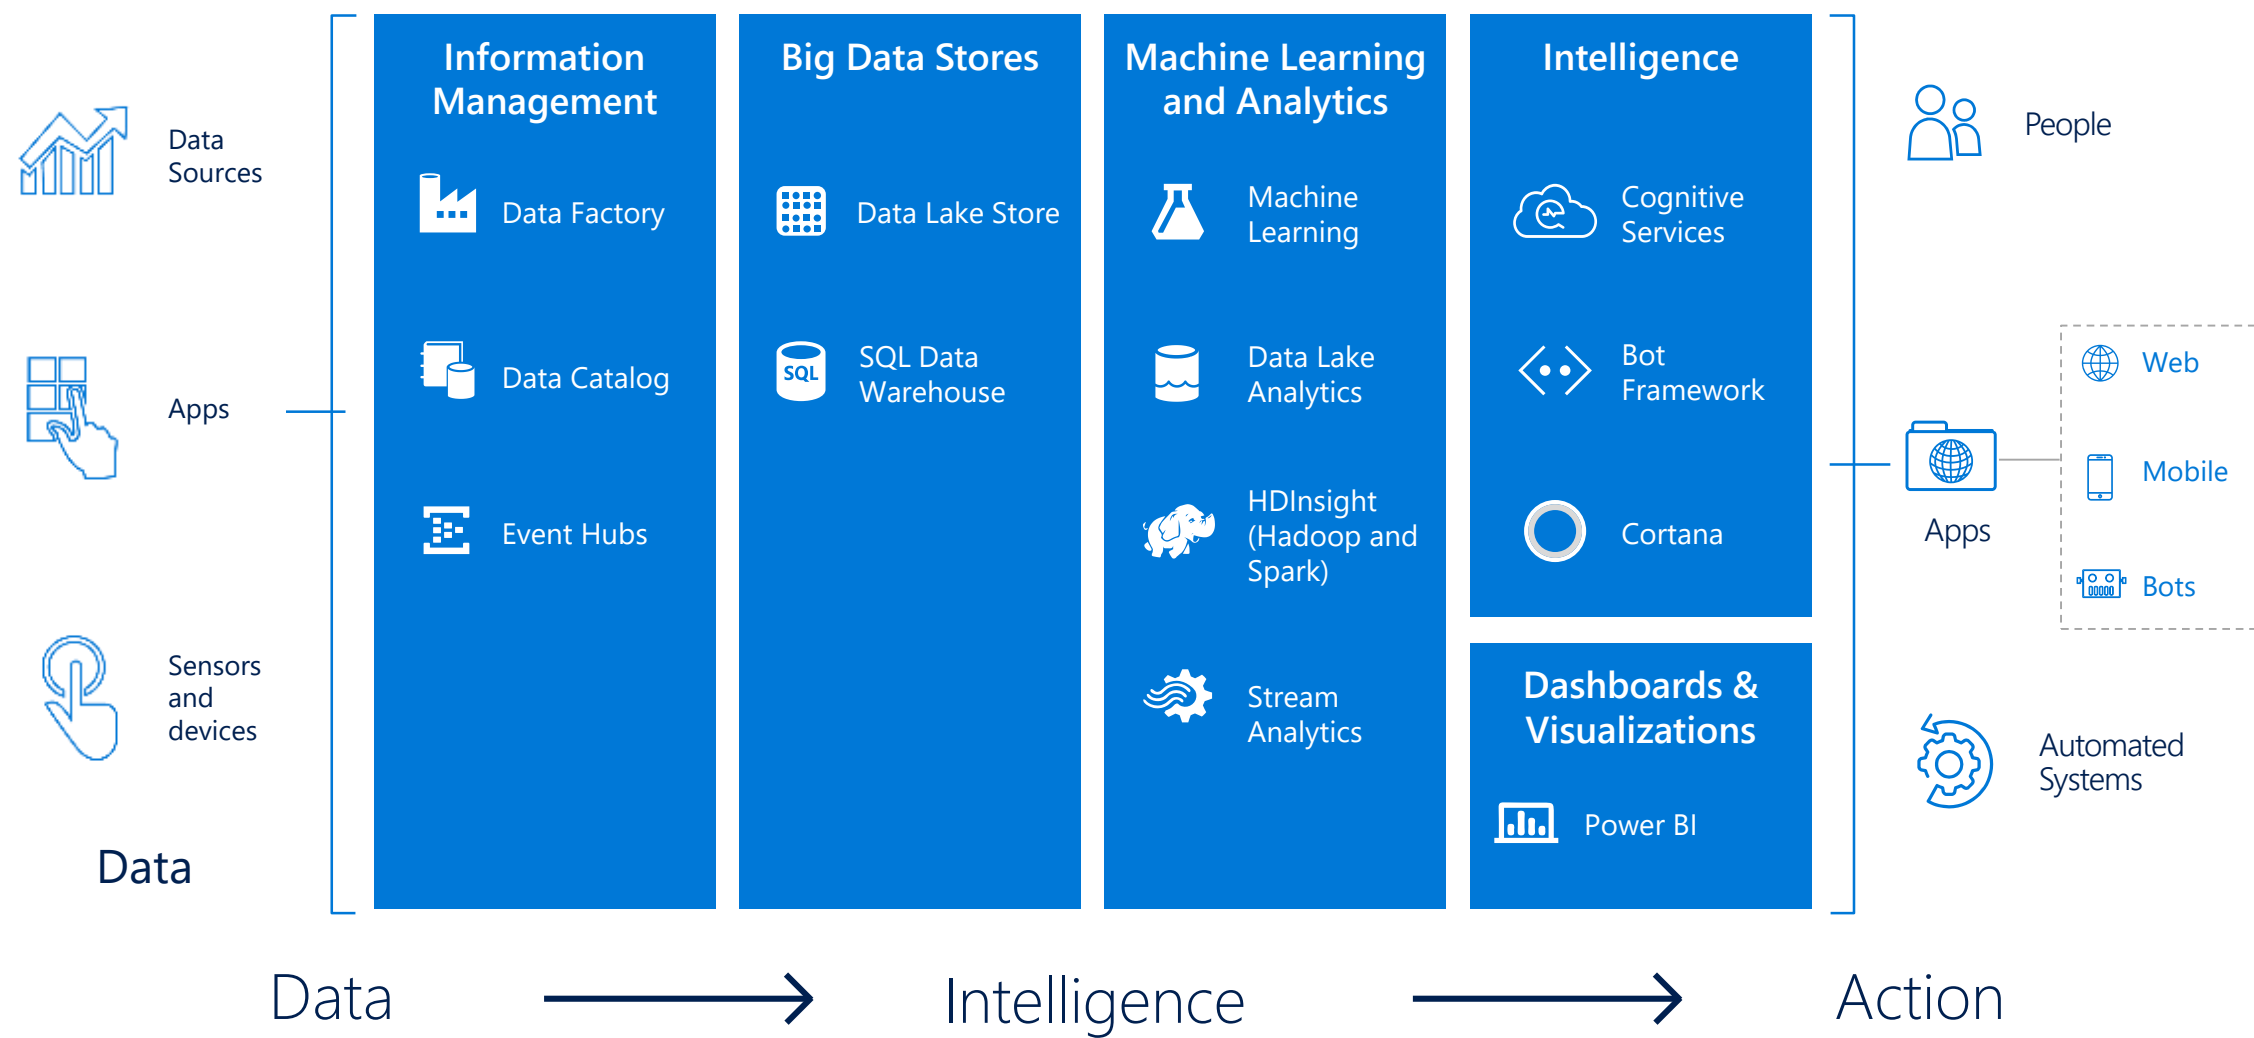 Data
Sources
Apps
Sensors
and
devices
Data
Information
Management
Data Factory
Data Catalog
Event Hubs
Big Data Stores
Data Lake Store
SQL
SQL Data
Warehouse
Machine Learning
and Analytics
Machine
Learning
Data Lake
Analytics
HDInsight
(Hadoop and
Spark)
Stream
Analytics
Intelligence
Cognitive
Services
Bot
Framework
Cortana
Dashboards &
Visualizations
Power BI
People
Apps
Web
Mobile
Bots
Automated
Systems
Data
Intelligence
Action